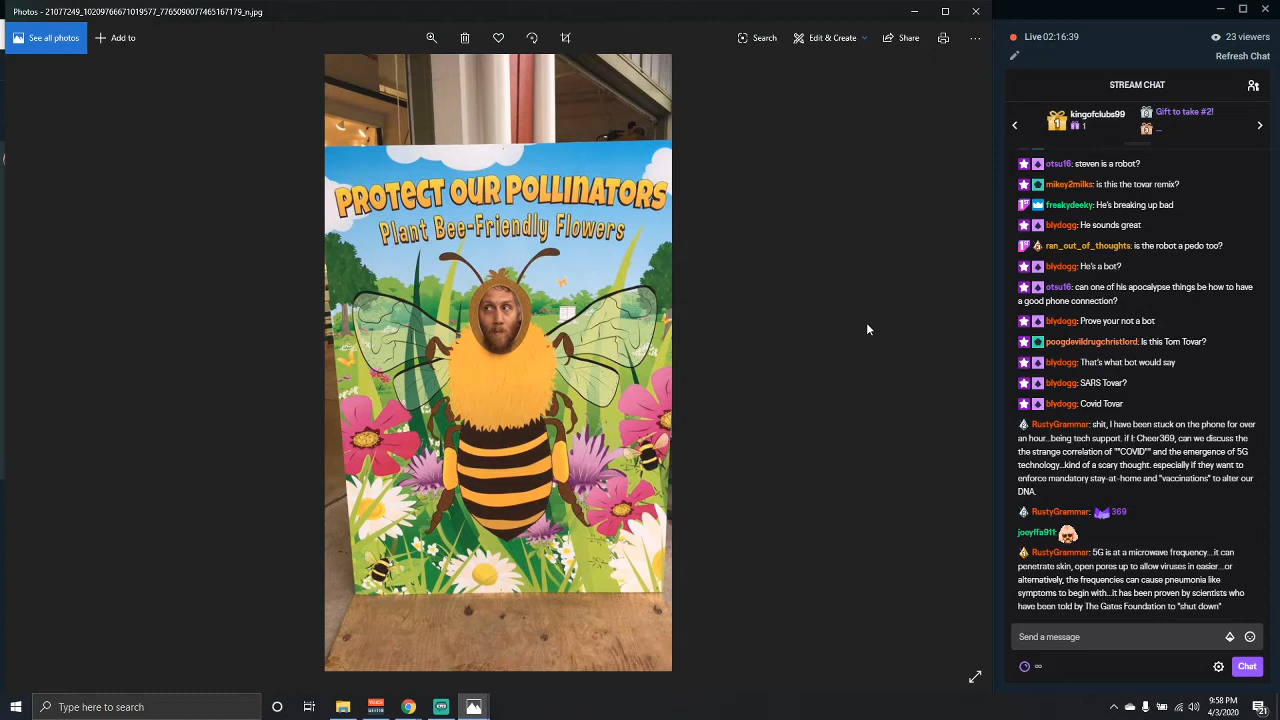 Photos - 21077249_10209766671019577_7765090077465167179_n.jpg
See all photos
Add to
Search
Edit & Create
Share
PROTECT OUR POLLINATORS
Plant Bee-Friendly Flowers
Live 02:16:39
23 viewers
Refresh Chat
STREAM CHAT
1
kingofclubs99
1
2
Gift to take #2!
3
--
otsu16: steven is a robot?
mikey2milks: is this the tovar remix?
freakydeeky: He's breaking up bad
blydogg: He sounds great
ran_out_of_thoughts: is the robot a pedo too?
blydogg: He's a bot?
otsu16: can one of his apocalypse things be how to have
a good phone connection?
blydogg: Prove your not a bot
poogdevildrugchristlord: Is this Tom Tovar?
blydogg: That's what bot would say
blydogg: SARS Tovar?
blydogg: Covid Tovar
RustyGrammar: shit, I have been stuck on the phone for over
an hour...being tech support. if I: Cheer369, can we discuss
the strange correlation of ""COVID"" and the emergence of 5G
technology...kind of a scary thought. especially if they want to
enforce mandatory stay-at-home and "vaccinations" to alter our
DNA.
RustyGrammar: 369
joeyffa911:
RustyGrammar: 5G is at a microwave frequency...it can
penetrate skin, open pores up to allow viruses in easier...or
alternatively, the frequencies can cause pneumonia like
symptoms to begin with...it has been proven by scientists who
have been told by The Gates Foundation to "shut down"
Send a message
∞
Chat
Type here to search
9:58 PM
4/3/2020